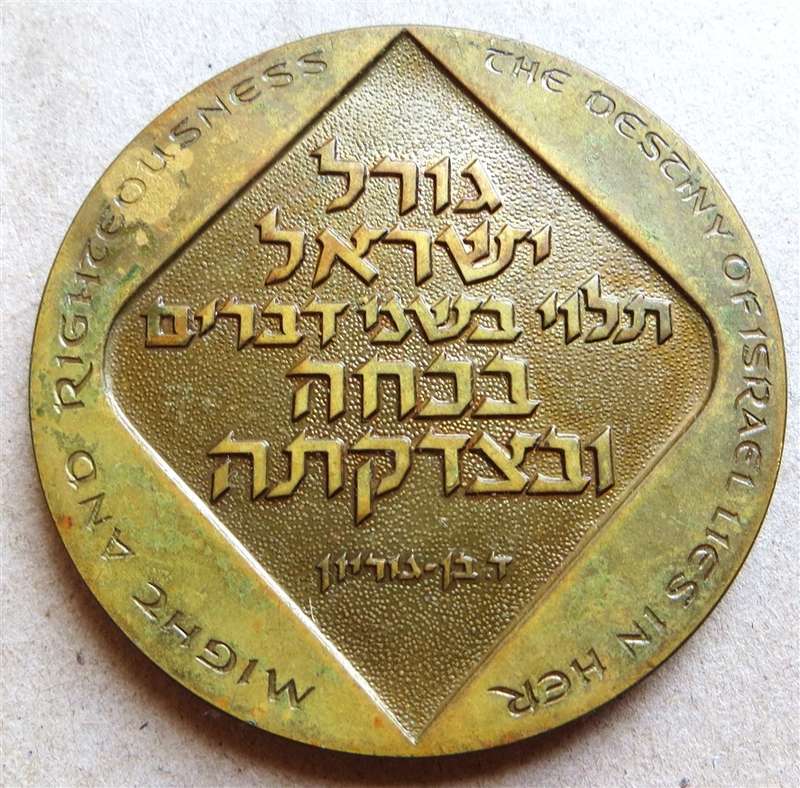 גורל
ישראל
תלוי בשני דברים
בכחה
ובצדקתה
ד. בן-גוריון
THE DESTINY OF ISRAEL LIES IN HER
MIGHT AND RIGHTEOUSNESS